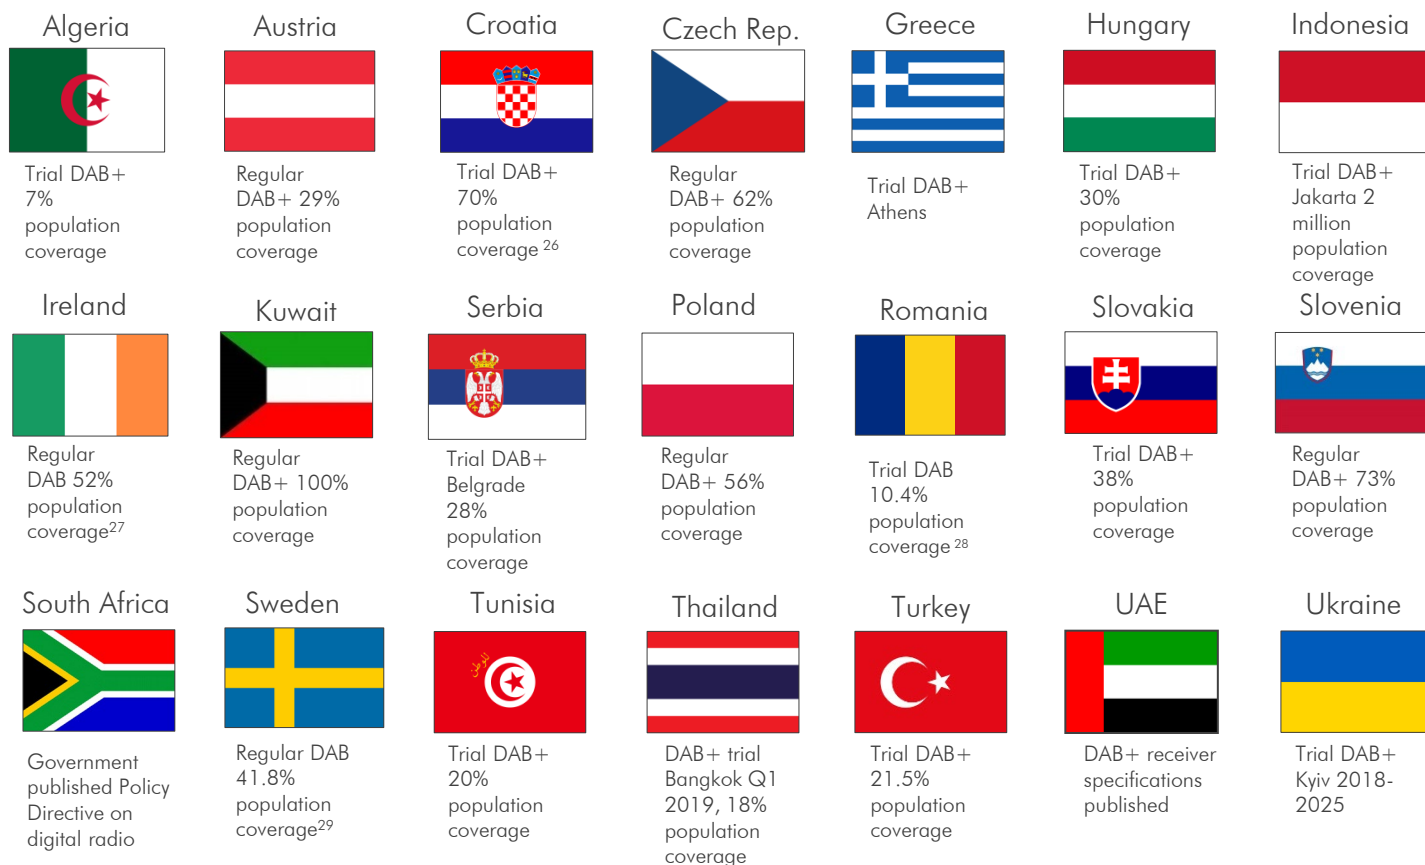 Algeria
Trial DAB+
7%
population
coverage
Austria
Regular
DAB+ 29%
population
coverage
Croatia
Trial DAB+
70%
population
coverage 26
Czech Rep.
Regular
DAB+ 62%
population
coverage
Greece
Trial DAB+
Athens
Hungary
Trial DAB+
30%
population
coverage
Indonesia
Trial DAB+
Jakarta 2
million
population
coverage
Ireland
Regular
DAB 52%
population
coverage27
Kuwait
Regular
DAB+ 100%
population
coverage
Serbia
Trial DAB+
Belgrade
28%
population
coverage
Poland
Regular
DAB+ 56%
population
coverage
Romania
Trial DAB
10.4%
population
coverage 28
Slovakia
Trial DAB+
38%
population
coverage
Slovenia
Regular
DAB+ 73%
population
coverage
South Africa
Government
published Policy
Directive on
digital radio
Sweden
Regular DAB
41.8%
population
coverage29
Tunisia
للوطن
Trial DAB+
20%
population
coverage
Thailand
DAB+ trial
Bangkok Q1
2019, 18%
population
coverage
Turkey
Trial DAB+
21.5%
population
coverage
UAE
DAB+ receiver
specifications
published
Ukraine
Trial DAB+
Kyiv 2018-
2025